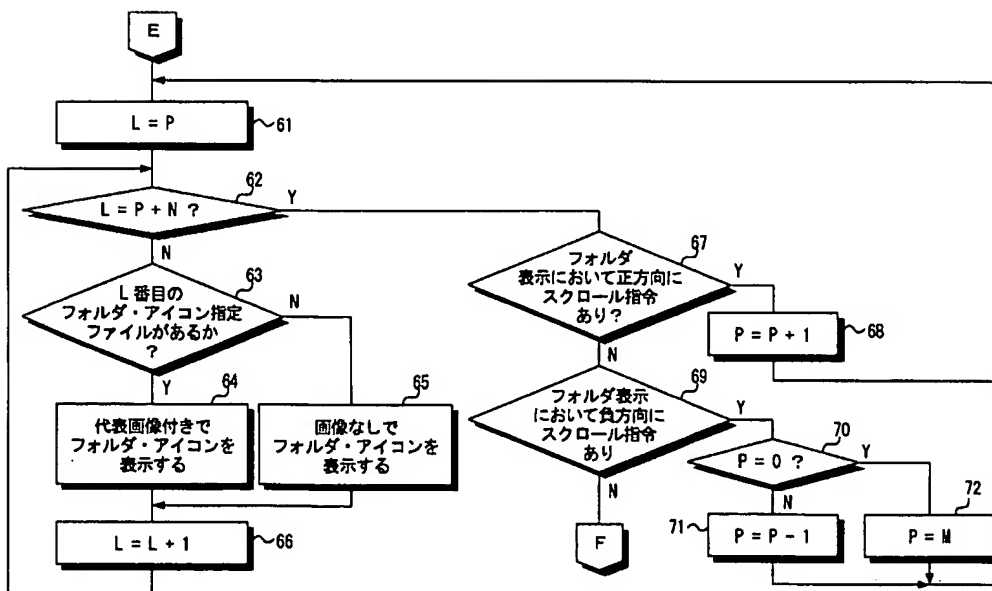 E
L = P
61
62
L = P + N ?
Y
N
63
L 番目の
フォルダ・アイコン指定
ファイルがあるか
?
N
Y
64
代表画像付きで
フォルダ・アイコンを
表示する
65
画像なしで
フォルダ・アイコンを
表示する
L = L + 1
66
67
フォルダ
表示において正方向に
スクロール指令
あり?
Y
N
P = P + 1
68
69
フォルダ表示
において負方向に
スクロール指令
あり
Y
N
F
70
P = 0 ?
Y
N
71
P = P - 1
72
P = M